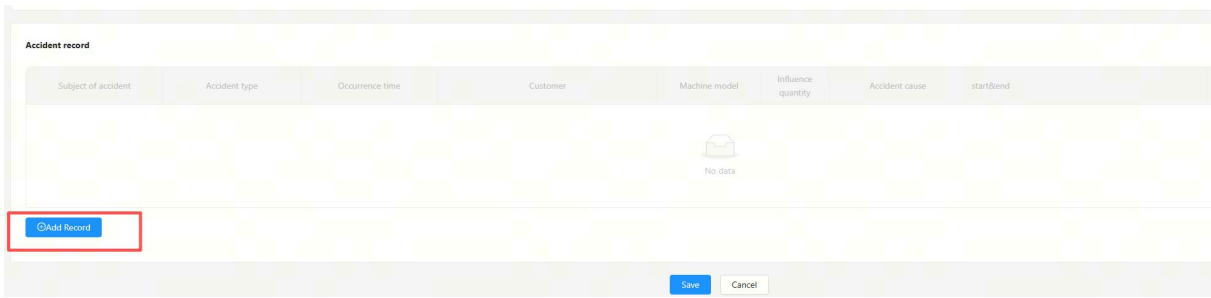 Accident record
Subject of accident Accident type Occurrence time Customer Machine model Influence quantity Accident cause start&end
No data
Add Record
Save Cancel